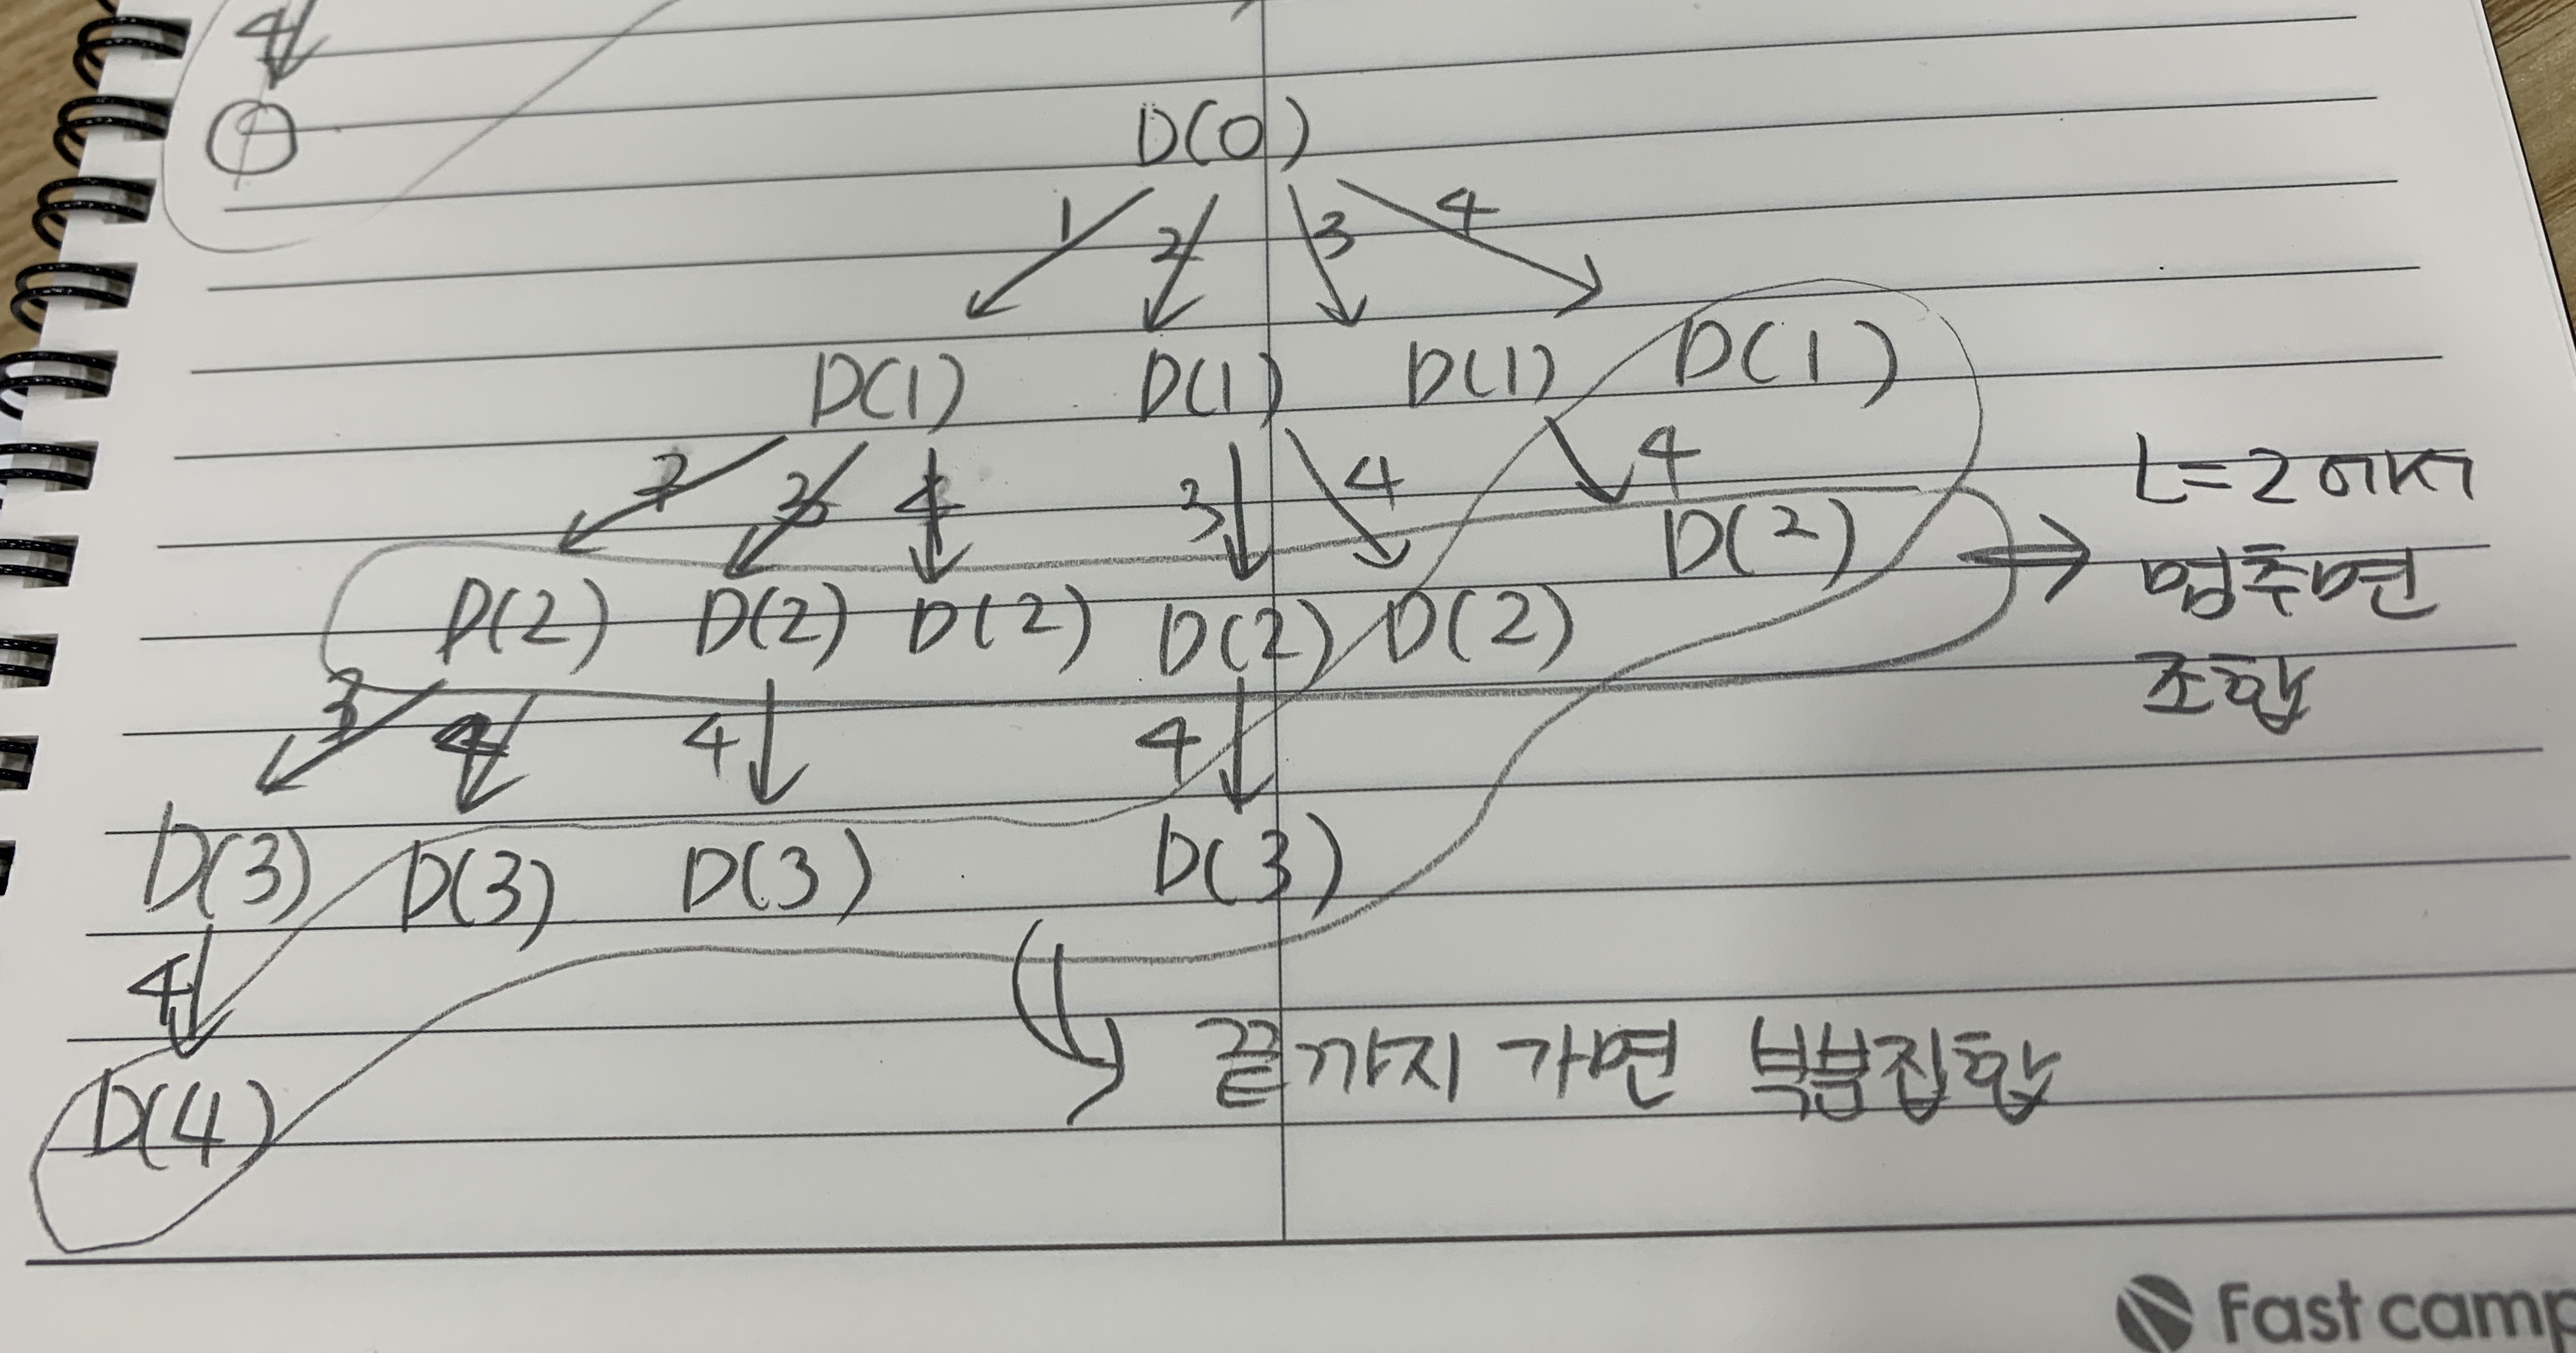 4
D(0)
1 2 3 4
D(1) D(1) D(1) D(1)
2 3 4 3 4 4
D(2) D(2) D(2) D(2) D(2) D(2)
L=2에서
멈추면
조합
3 4 4 4
D(3) D(3) D(3) D(3)
4
D(4)
끝까지 가면 부분집합
fast camp